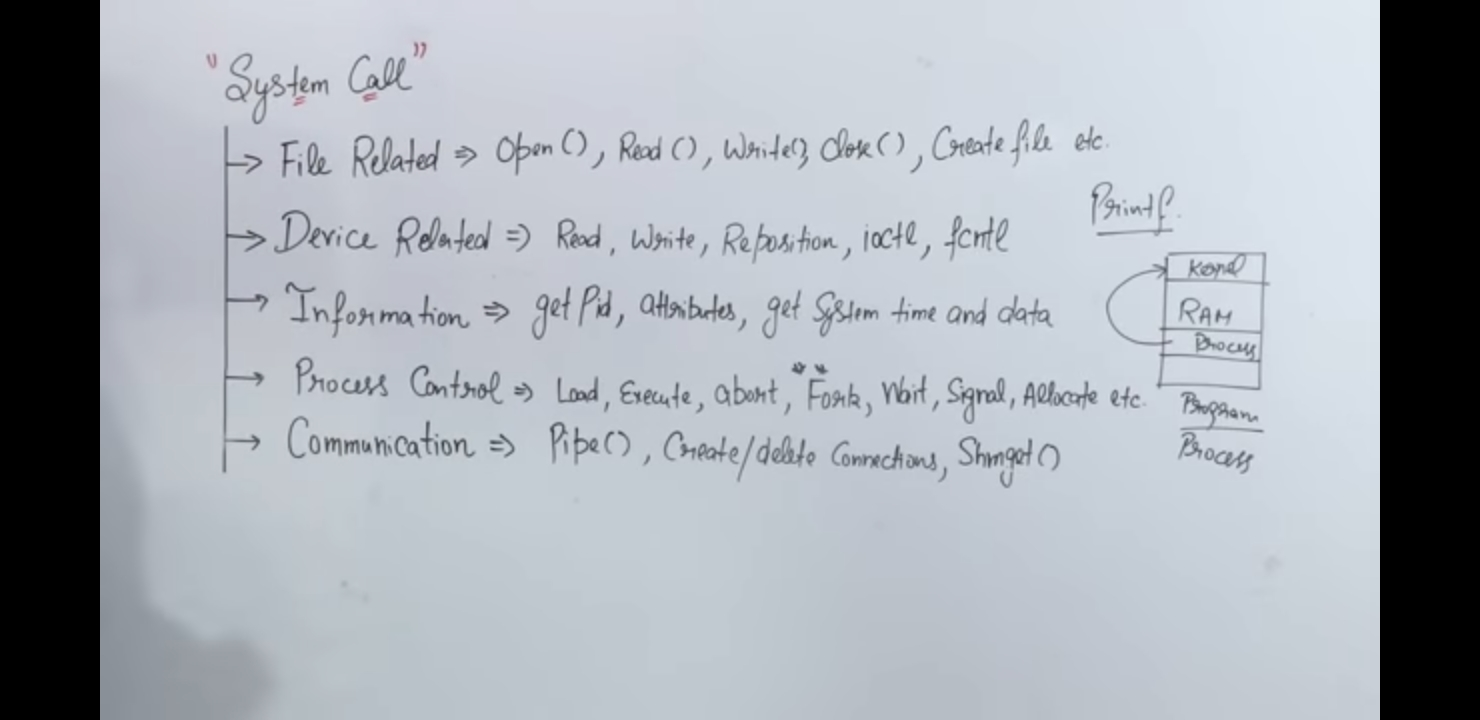 "System Call"
→ File Related ⇒ Open(), Read(), Write(), Close(), Create file etc.
Printf.
→ Device Related ⇒ Read, Write, Reposition, ioctl, fcntl
Kernel
→ Information ⇒ get Pid, attributes, get System time and data
RAM
Process
→ Process Control ⇒ Load, Execute, abort, Fork, Wait, Signal, Allocate etc.
Program
→ Communication ⇒ Pipe(), Create/delete Connections, Shmget()
Process